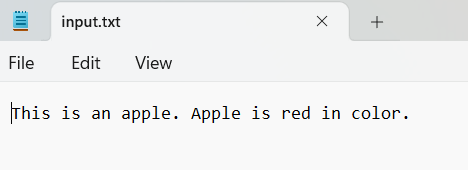 input.txt
File Edit View
This is an apple. Apple is red in color.